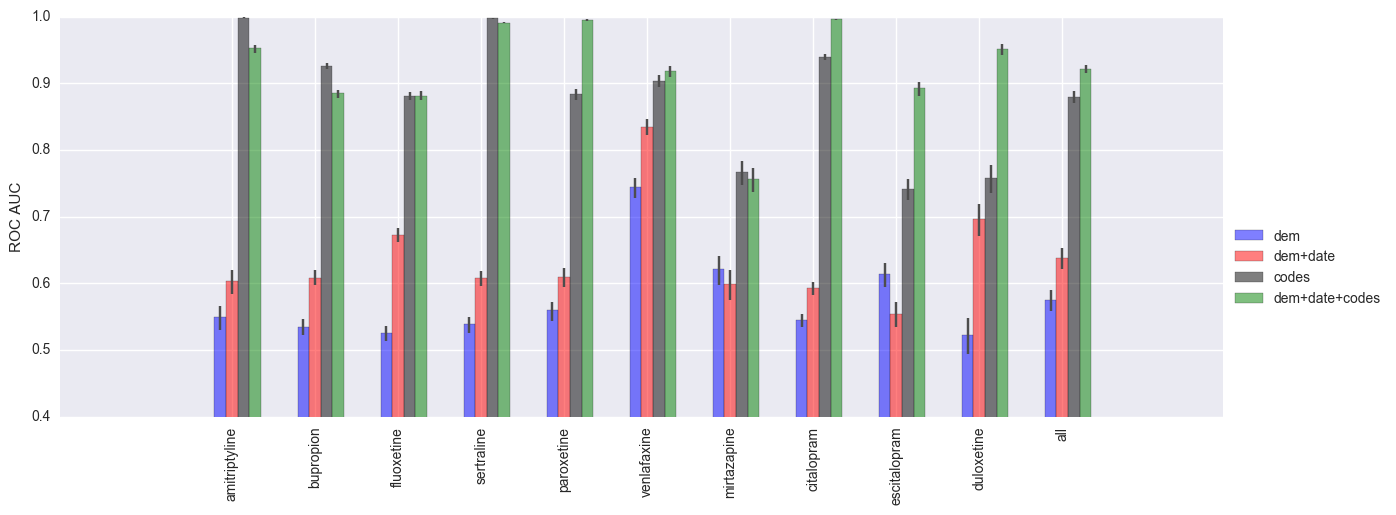 1.0
0.9
0.8
0.7
0.6
0.5
0.4
ROC AUC
amitriptyline
bupropion
fluoxetine
sertraline
paroxetine
venlafaxine
mirtazapine
citalopram
escitalopram
duloxetine
all
dem
dem+date
codes
dem+date+codes